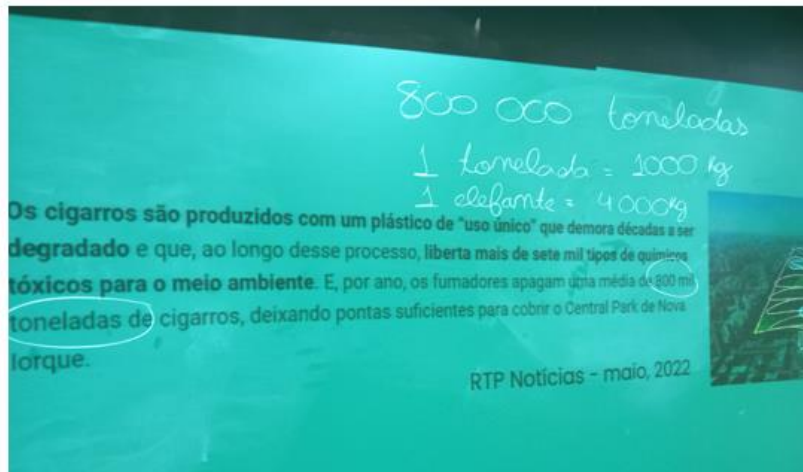 800 000 toneladas
1 tonelada = 1000 kg
1 elefante = 4000kg
Os cigarros são produzidos com um plástico de "uso único" que demora décadas a ser
degradado e que, ao longo desse processo, liberta mais de sete mil tipos de químicos
tóxicos para o meio ambiente. E, por ano, os fumadores apagam uma média de 800 mil
toneladas de cigarros, deixando pontas suficientes para cobrir o Central Park de Nova
Iorque.
RTP Notícias - maio, 2022